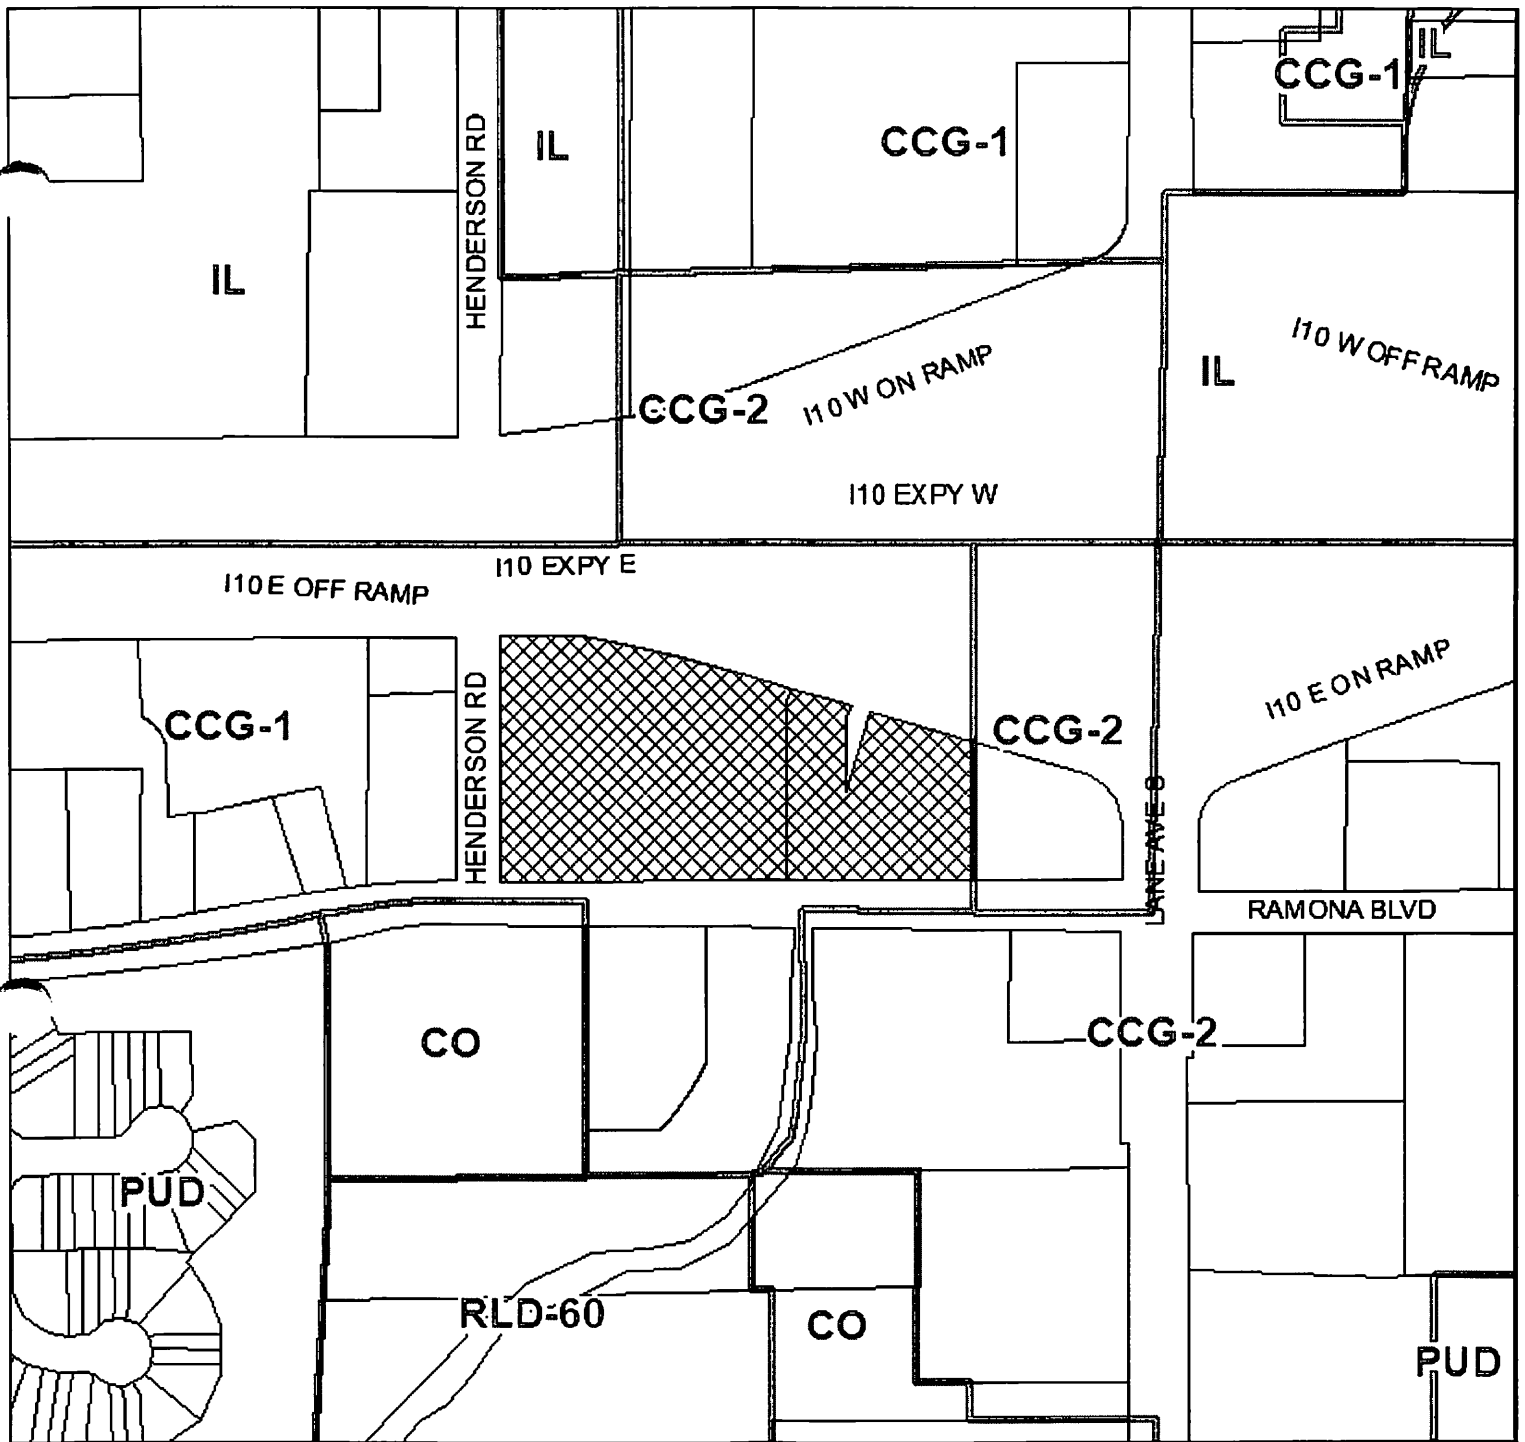 IL
CCG-1
HENDERSON RD
IL
CCG-1
IL
I10 W OFF RAMP
IL
I10 W ON RAMP
CCG-2
I10 EXPY W
I10 EXPY E
I10 E OFF RAMP
I10 E ON RAMP
CCG-1
HENDERSON RD
CCG-2
LANE AVE S
RAMONA BLVD
CO
CCG-2
PUD
RLD-60
CO
PUD